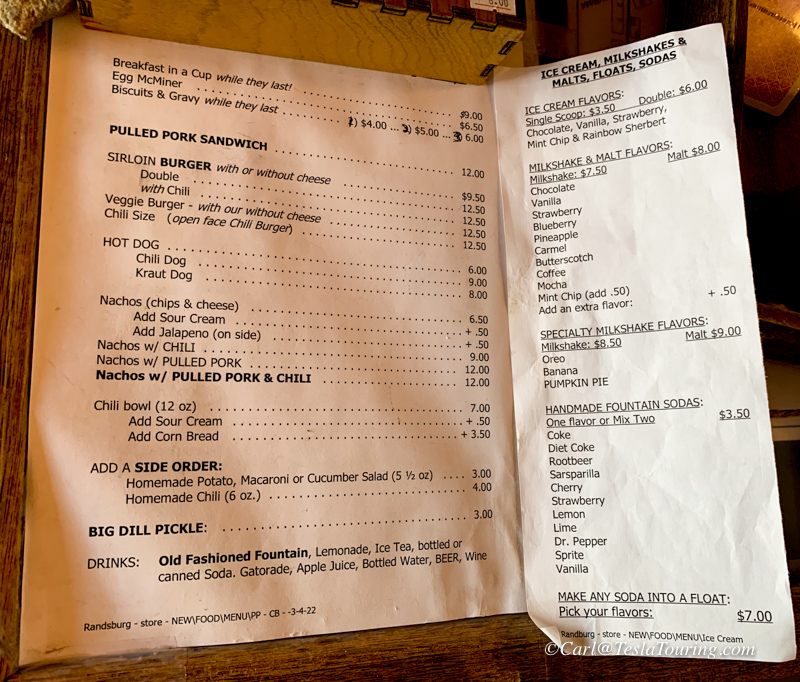 Breakfast in a Cup while they last! $9.00
Egg McMiner $6.50
Biscuits & Gravy while they last 1) $4.00 ... 2) $5.00 ... 3) 6.00
PULLED PORK SANDWICH 12.00
SIRLOIN BURGER with or without cheese $9.50
Double 12.50
with Chili 12.50
Veggie Burger - with our without cheese 12.50
Chili Size (open face Chili Burger) 12.50
HOT DOG 6.00
Chili Dog 9.00
Kraut Dog 8.00
Nachos (chips & cheese) 6.50
Add Sour Cream + .50
Add Jalapeno (on side) + .50
Nachos w/ CHILI 9.00
Nachos w/ PULLED PORK 12.00
Nachos w/ PULLED PORK & CHILI 12.00
Chili bowl (12 oz) 7.00
Add Sour Cream + .50
Add Corn Bread + 3.50
ADD A SIDE ORDER:
Homemade Potato, Macaroni or Cucumber Salad (5 ½ oz) .... 3.00
Homemade Chili (6 oz.) 4.00
BIG DILL PICKLE: 3.00
DRINKS: Old Fashioned Fountain, Lemonade, Ice Tea, bottled or
canned Soda. Gatorade, Apple Juice, Bottled Water, BEER, Wine
Randsburg - store - NEW\FOOD\MENU\PP - CB - -3-4-22
ICE CREAM, MILKSHAKES &
MALTS, FLOATS, SODAS
ICE CREAM FLAVORS:
Single Scoop: $3.50 Double: $6.00
Chocolate, Vanilla, Strawberry,
Mint Chip & Rainbow Sherbert
MILKSHAKE & MALT FLAVORS:
Milkshake: $7.50 Malt $8.00
Chocolate
Vanilla
Strawberry
Blueberry
Pineapple
Carmel
Butterscotch
Coffee
Mocha
Mint Chip (add .50)
Add an extra flavor: + .50
SPECIALTY MILKSHAKE FLAVORS:
Milkshake: $8.50 Malt $9.00
Oreo
Banana
PUMPKIN PIE
HANDMADE FOUNTAIN SODAS:
One flavor or Mix Two $3.50
Coke
Diet Coke
Rootbeer
Sarsparilla
Cherry
Strawberry
Lemon
Lime
Dr. Pepper
Sprite
Vanilla
MAKE ANY SODA INTO A FLOAT:
Pick your flavors: $7.00
Randburg - store - NEW\FOOD\MENU\Ice Cream
©Carl@TeslaTouring.com